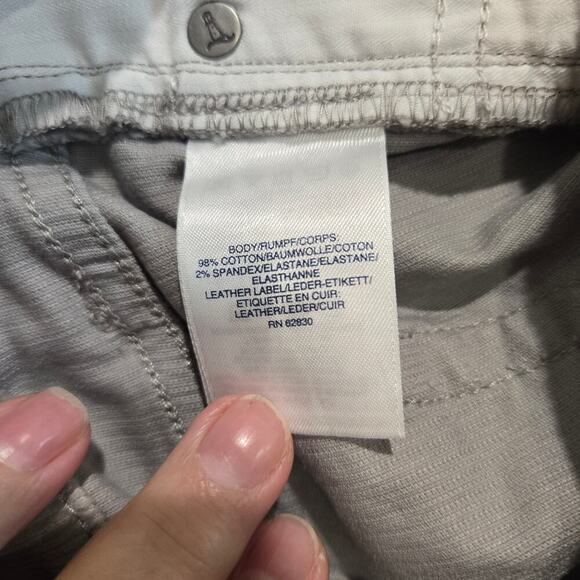 BODY/RUMPF/CORPS:
98% COTTON/BAUMWOLLE/COTON
2% SPANDEX/ELASTANE/ELASTANE/
ELASTHANNE
LEATHER LABEL/LEDER-ETIKETT/
ETIQUETTE EN CUIR:
LEATHER/LEDER/CUIR
RN 62830